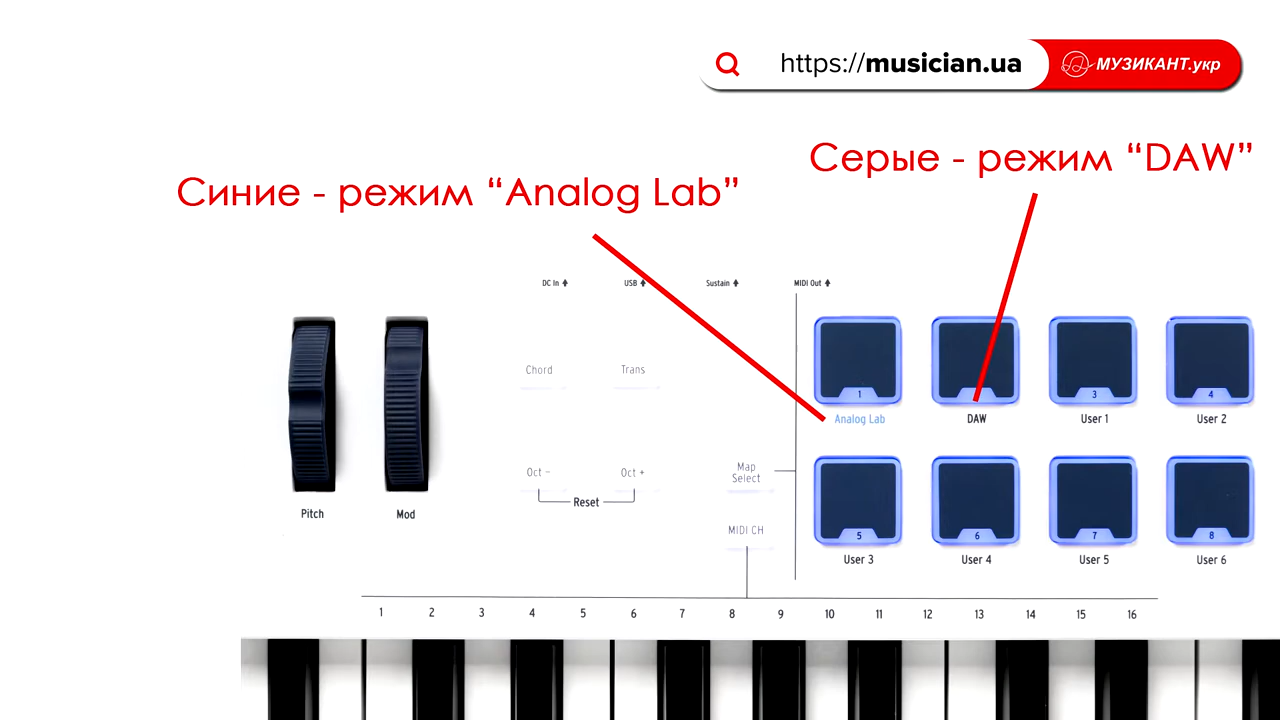 https://musician.ua
МУЗИКАНТ.укр
Серые - режим “DAW”
Синие - режим “Analog Lab”
DC In
USB
Sustain
MIDI Out
Chord
Trans
1
2
3
4
Analog Lab
DAW
User 1
User 2
Oct -
Oct +
Map
Select
Reset
Pitch
Mod
MIDI CH
5
6
7
8
User 3
User 4
User 5
User 6
1 2 3 4 5 6 7 8 9 10 11 12 13 14 15 16